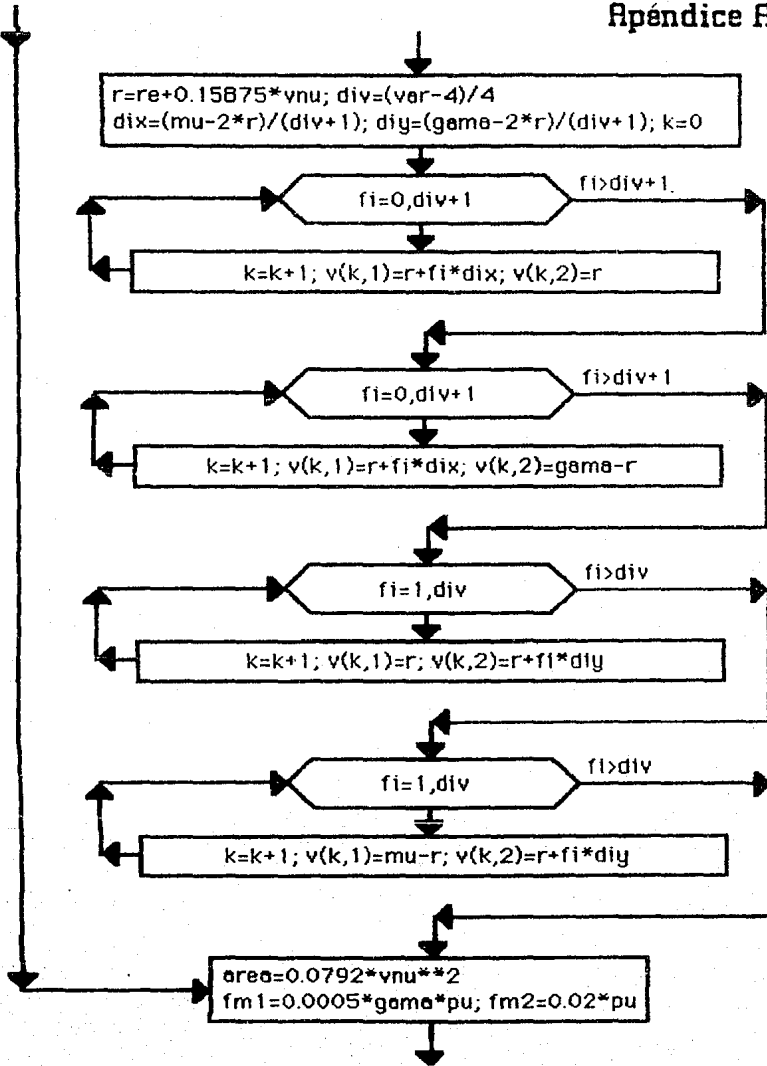 Apéndice A
r=re+0.15875*vnu; div=(var-4)/4
dix=(mu-2*r)/(div+1); diy=(gama-2*r)/(div+1); k=0
fi=0,div+1
fi>div+1.
k=k+1; v(k,1)=r+fi*dix; v(k,2)=r
fi=0,div+1
fi>div+1
k=k+1; v(k,1)=r+fi*dix; v(k,2)=gama-r
fi=1,div
fi>div
k=k+1; v(k,1)=r; v(k,2)=r+fi*diy
fi=1,div
fi>div
k=k+1; v(k,1)=mu-r; v(k,2)=r+fi*diy
area=0.0792*vnu**2
fm1=0.0005*gama*pu; fm2=0.02*pu